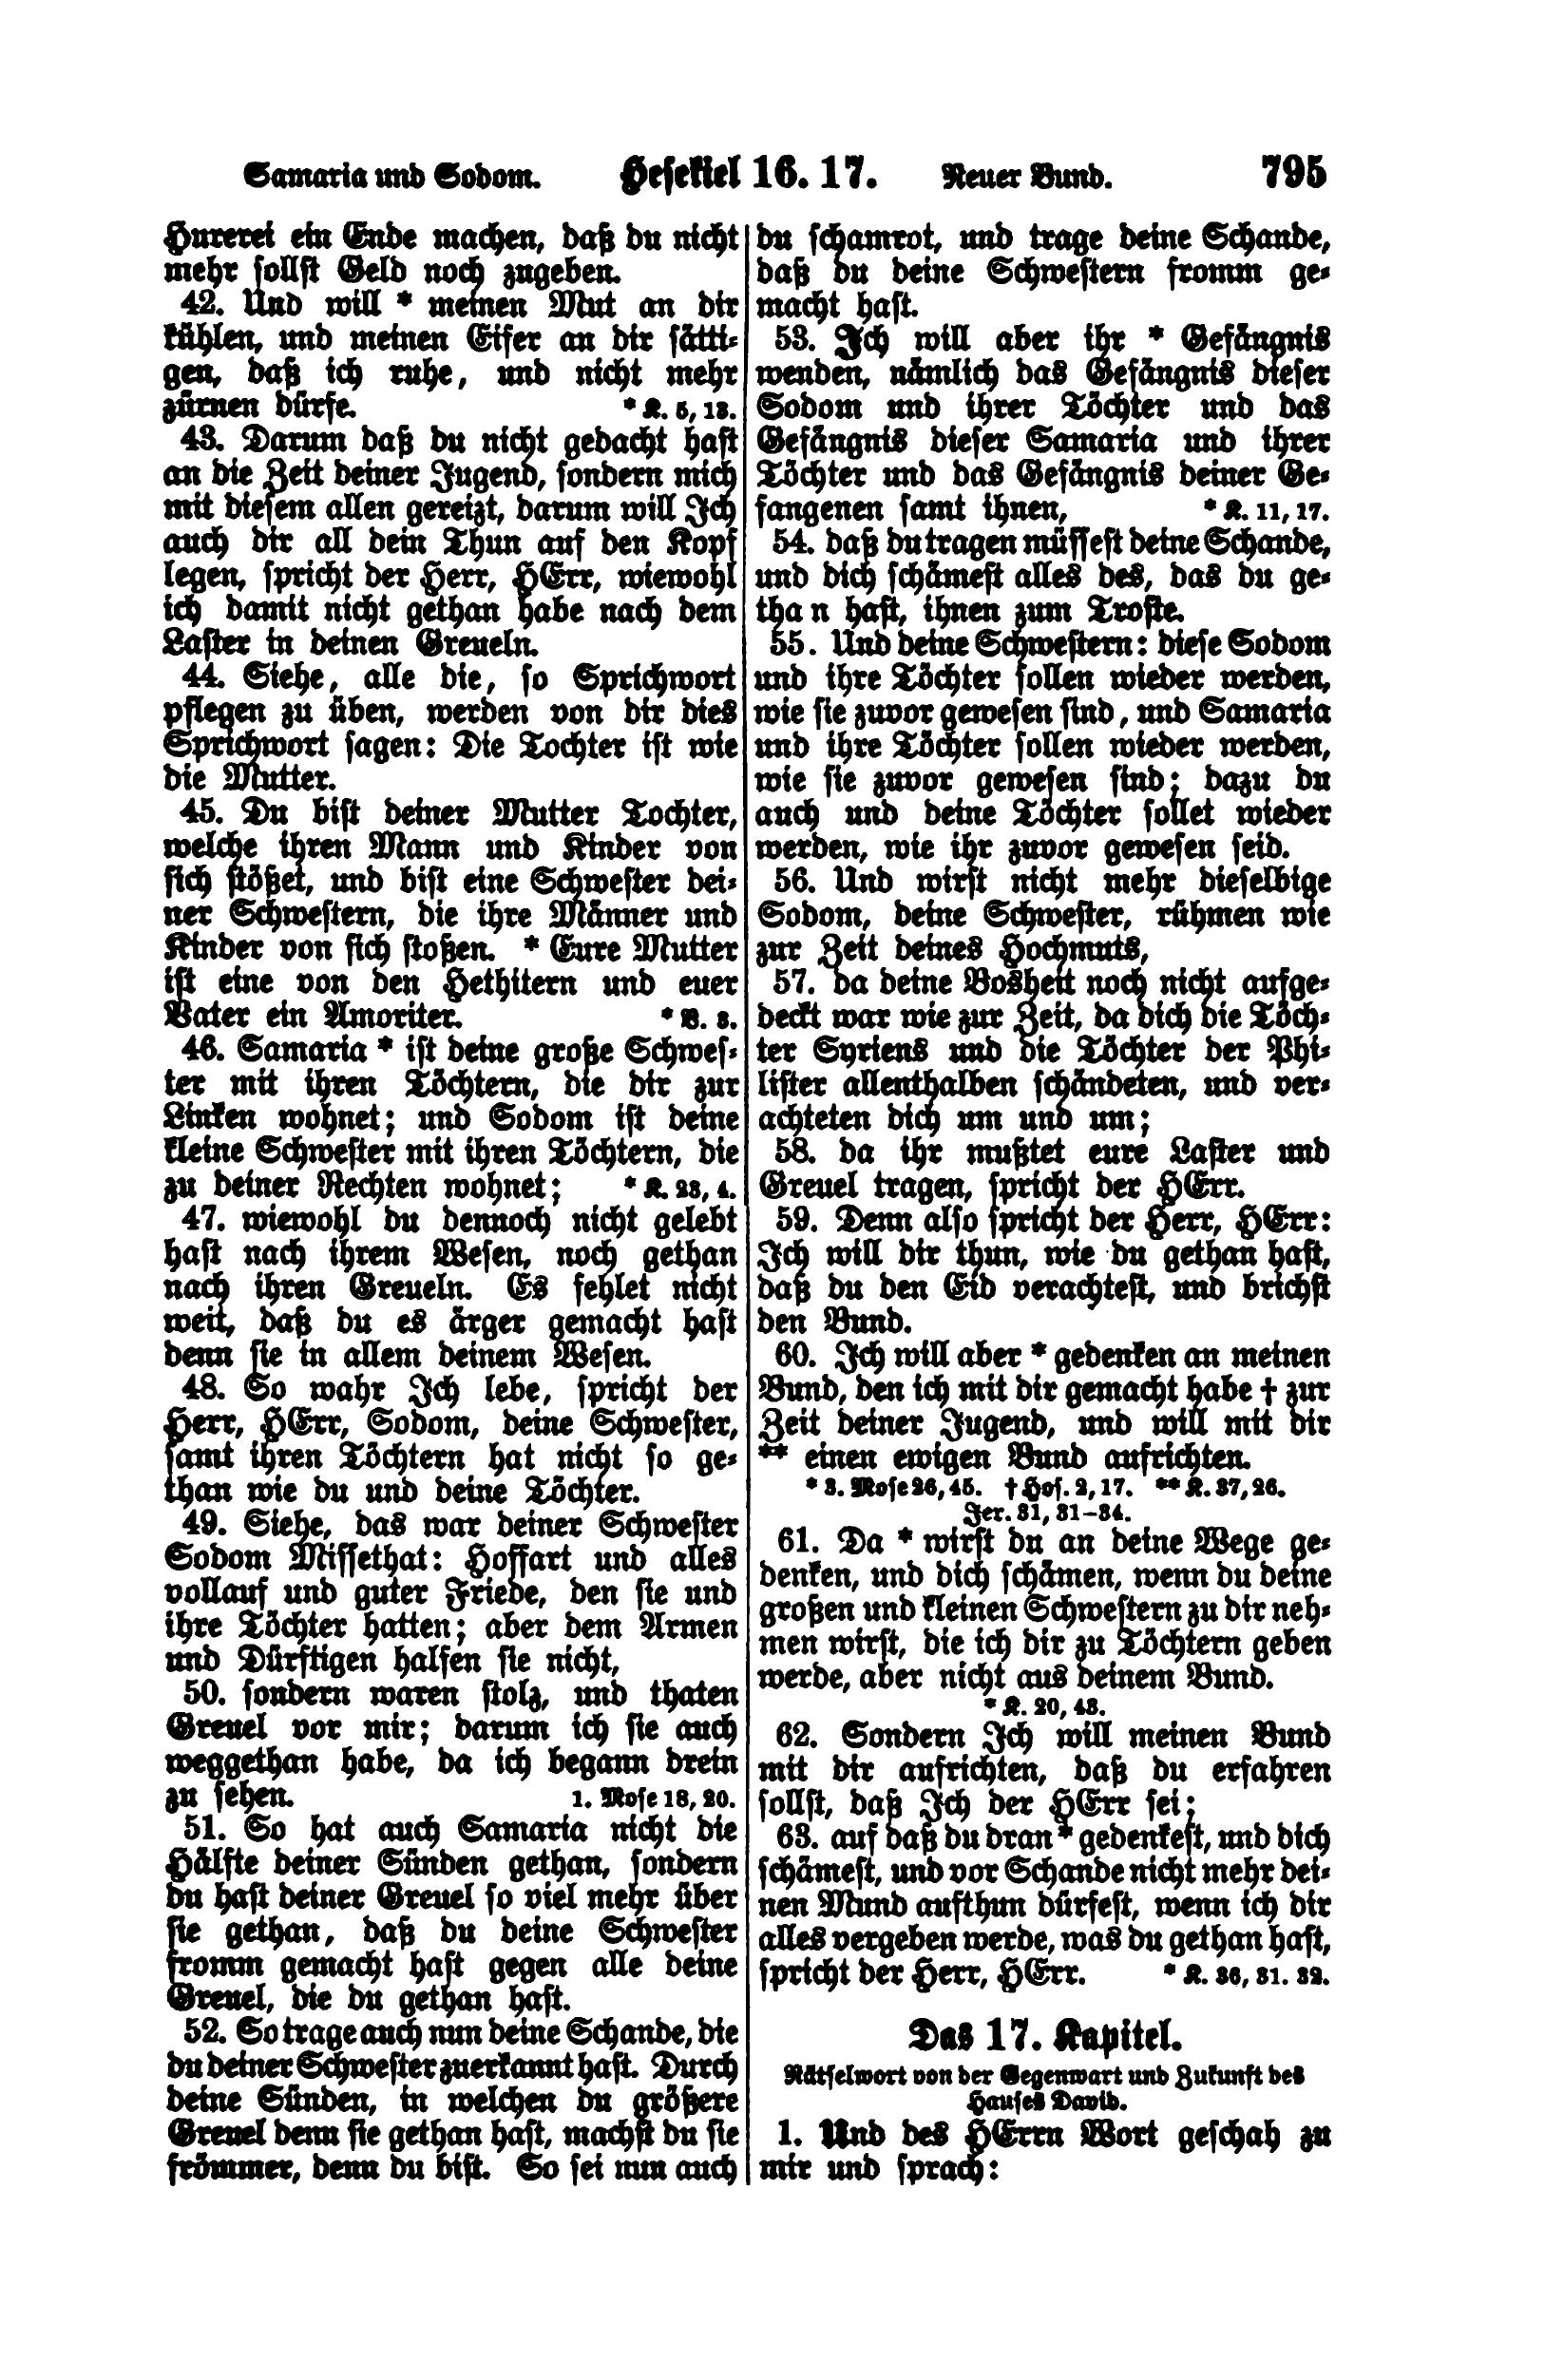 Samaria und Sodom. Hesekiel 16. 17. Neuer Bund. 795
Hurerei ein Ende machen, daß du nicht
mehr sollst Geld noch zugeben.
42. Und will * meinen Mut an dir
kühlen, und meinen Eifer an dir sätti-
gen, daß ich ruhe, und nicht mehr
zürnen dürfe. * K. 5, 13.
43. Darum daß du nicht gedacht hast
an die Zeit deiner Jugend, sondern mich
mit diesem allen gereizt, darum will Ich
auch dir all dein Thun auf den Kopf
legen, spricht der Herr, HErr, wiewohl
ich damit nicht gethan habe nach dem
Laster in deinen Greueln.
44. Siehe, alle die, so Sprichwort
pflegen zu üben, werden von dir dies
Sprichwort sagen: Die Tochter ist wie
die Mutter.
45. Du bist deiner Mutter Tochter,
welche ihren Mann und Kinder von
sich stößet, und bist eine Schwester dei-
ner Schwestern, die ihre Männer und
Kinder von sich stoßen. * Eure Mutter
ist eine von den Hethitern und euer
Vater ein Amoriter. * V. 3.
46. Samaria * ist deine große Schwes-
ter mit ihren Töchtern, die dir zur
Linken wohnet; und Sodom ist deine
kleine Schwester mit ihren Töchtern, die
zu deiner Rechten wohnet; * K. 23, 4.
47. wiewohl du dennoch nicht gelebt
hast nach ihrem Wesen, noch gethan
nach ihren Greueln. Es fehlet nicht
weit, daß du es ärger gemacht hast
denn sie in allem deinem Wesen.
48. So wahr Ich lebe, spricht der
Herr, HErr, Sodom, deine Schwester,
samt ihren Töchtern hat nicht so ge-
than wie du und deine Töchter.
49. Siehe, das war deiner Schwester
Sodom Missethat: Hoffart und alles
vollauf und guter Friede, den sie und
ihre Töchter hatten; aber dem Armen
und Dürftigen halfen sie nicht,
50. sondern waren stolz, und thaten
Greuel vor mir; darum ich sie auch
weggethan habe, da ich begann drein
zu sehen. 1. Mose 18, 20.
51. So hat auch Samaria nicht die
Hälfte deiner Sünden gethan, sondern
du hast deiner Greuel so viel mehr über
sie gethan, daß du deine Schwester
fromm gemacht hast gegen alle deine
Greuel, die du gethan hast.
52. So trage auch nun deine Schande, die
du deiner Schwester zuerkannt hast. Durch
deine Sünden, in welchen du größere
Greuel denn sie gethan hast, machst du sie
frömmer, denn du bist. So sei nun auch
du schamrot, und trage deine Schande,
daß du deine Schwestern fromm ge-
macht hast.
53. Ich will aber ihr * Gefängnis
wenden, nämlich das Gefängnis dieser
Sodom und ihrer Töchter und das
Gefängnis dieser Samaria und ihrer
Töchter und das Gefängnis deiner Ge-
fangenen samt ihnen, * K. 11, 17.
54. daß du tragen müssest deine Schande,
und dich schämest alles des, das du ge-
tha n hast, ihnen zum Troste.
55. Und deine Schwestern: diese Sodom
und ihre Töchter sollen wieder werden,
wie sie zuvor gewesen sind, und Samaria
und ihre Töchter sollen wieder werden,
wie sie zuvor gewesen sind; dazu du
auch und deine Töchter sollet wieder
werden, wie ihr zuvor gewesen seid.
56. Und wirst nicht mehr dieselbige
Sodom, deine Schwester, rühmen wie
zur Zeit deines Hochmuts,
57. da deine Bosheit noch nicht aufge-
deckt war wie zur Zeit, da dich die Töch-
ter Syriens und die Töchter der Phi-
lister allenthalben schändeten, und ver-
achteten dich um und um;
58. da ihr mußtet eure Laster und
Greuel tragen, spricht der HErr.
59. Denn also spricht der Herr, HErr:
Ich will dir thun, wie du gethan hast,
daß du den Eid verachtest, und brichst
den Bund.
60. Ich will aber * gedenken an meinen
Bund, den ich mit dir gemacht habe † zur
Zeit deiner Jugend, und will mit dir
** einen ewigen Bund aufrichten.
* 3. Mose 26, 45. † Hos. 2, 17. ** K. 37, 26.
Jer. 31, 31–34.
61. Da * wirst du an deine Wege ge-
denken, und dich schämen, wenn du deine
großen und kleinen Schwestern zu dir neh-
men wirst, die ich dir zu Töchtern geben
werde, aber nicht aus deinem Bund.
* K. 20, 43.
62. Sondern Ich will meinen Bund
mit dir aufrichten, daß du erfahren
sollst, daß Ich der HErr sei;
63. auf daß du dran * gedenkest, und dich
schämest, und vor Schande nicht mehr dei-
nen Mund aufthun dürfest, wenn ich dir
alles vergeben werde, was du gethan hast,
spricht der Herr, HErr. * K. 36, 31. 32.
Das 17. Kapitel.
Rätselwort von der Gegenwart und Zukunft des
Hauses David.
1. Und des HErrn Wort geschah zu
mir und sprach: